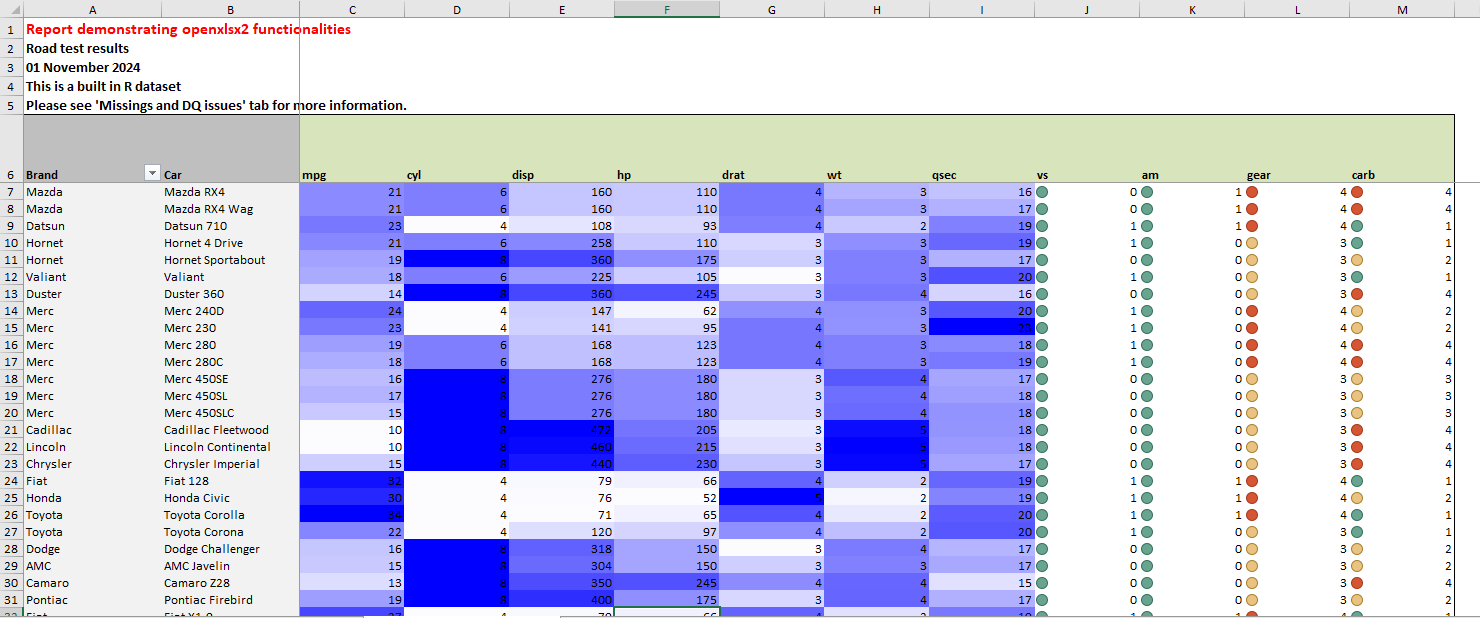 A B C D E F G H I J K L M
1 Report demonstrating openxlsx2 functionalities
2 Road test results
3 01 November 2024
4 This is a built in R dataset
5 Please see 'Missings and DQ issues' tab for more information.
6 Brand Car mpg cyl disp hp drat wt qsec vs am gear carb
7 Mazda Mazda RX4 21 6 160 110 4 3 16 0 1 4 4
8 Mazda Mazda RX4 Wag 21 6 160 110 4 3 17 0 1 4 4
9 Datsun Datsun 710 23 4 108 93 4 2 19 1 1 4 1
10 Hornet Hornet 4 Drive 21 6 258 110 3 3 19 1 0 3 1
11 Hornet Hornet Sportabout 19 8 360 175 3 3 17 0 0 3 2
12 Valiant Valiant 18 6 225 105 3 3 20 1 0 3 1
13 Duster Duster 360 14 8 360 245 3 4 16 0 0 3 4
14 Merc Merc 240D 24 4 147 62 4 3 20 1 0 4 2
15 Merc Merc 230 23 4 141 95 4 3 23 1 0 4 2
16 Merc Merc 280 19 6 168 123 4 3 18 1 0 4 4
17 Merc Merc 280C 18 6 168 123 4 3 19 1 0 4 4
18 Merc Merc 450SE 16 8 276 180 3 4 17 0 0 3 3
19 Merc Merc 450SL 17 8 276 180 3 4 18 0 0 3 3
20 Merc Merc 450SLC 15 8 276 180 3 4 18 0 0 3 3
21 Cadillac Cadillac Fleetwood 10 8 472 205 3 5 18 0 0 3 4
22 Lincoln Lincoln Continental 10 8 460 215 3 5 18 0 0 3 4
23 Chrysler Chrysler Imperial 15 8 440 230 3 5 17 0 0 3 4
24 Fiat Fiat 128 32 4 79 66 4 2 19 1 1 4 1
25 Honda Honda Civic 30 4 76 52 5 2 19 1 1 4 2
26 Toyota Toyota Corolla 34 4 71 65 4 2 20 1 1 4 1
27 Toyota Toyota Corona 22 4 120 97 4 2 20 1 0 3 1
28 Dodge Dodge Challenger 16 8 318 150 3 4 17 0 0 3 2
29 AMC AMC Javelin 15 8 304 150 3 3 17 0 0 3 2
30 Camaro Camaro Z28 13 8 350 245 4 4 15 0 0 3 4
31 Pontiac Pontiac Firebird 19 8 400 175 3 4 17 0 0 3 2